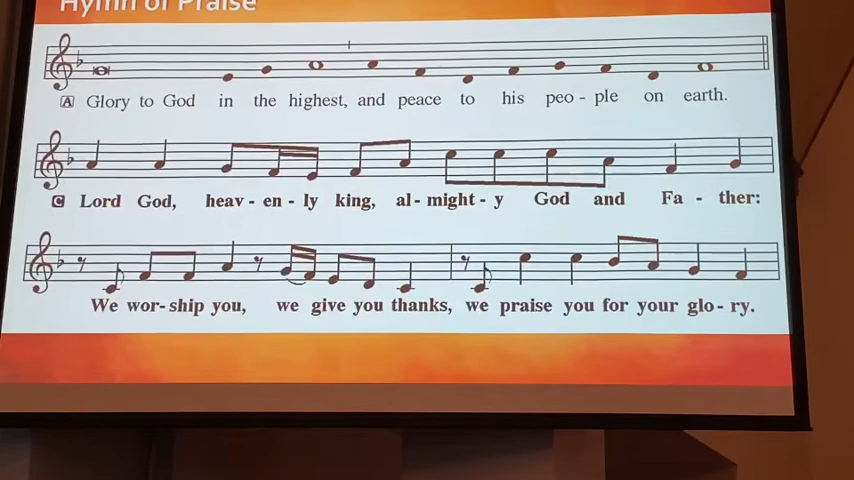 Hymn of Praise
A Glory to God in the highest, and peace to his peo - ple on earth.
C Lord God, heav - en - ly king, al - might - y God and Fa - ther:
We wor - ship you, we give you thanks, we praise you for your glo - ry.